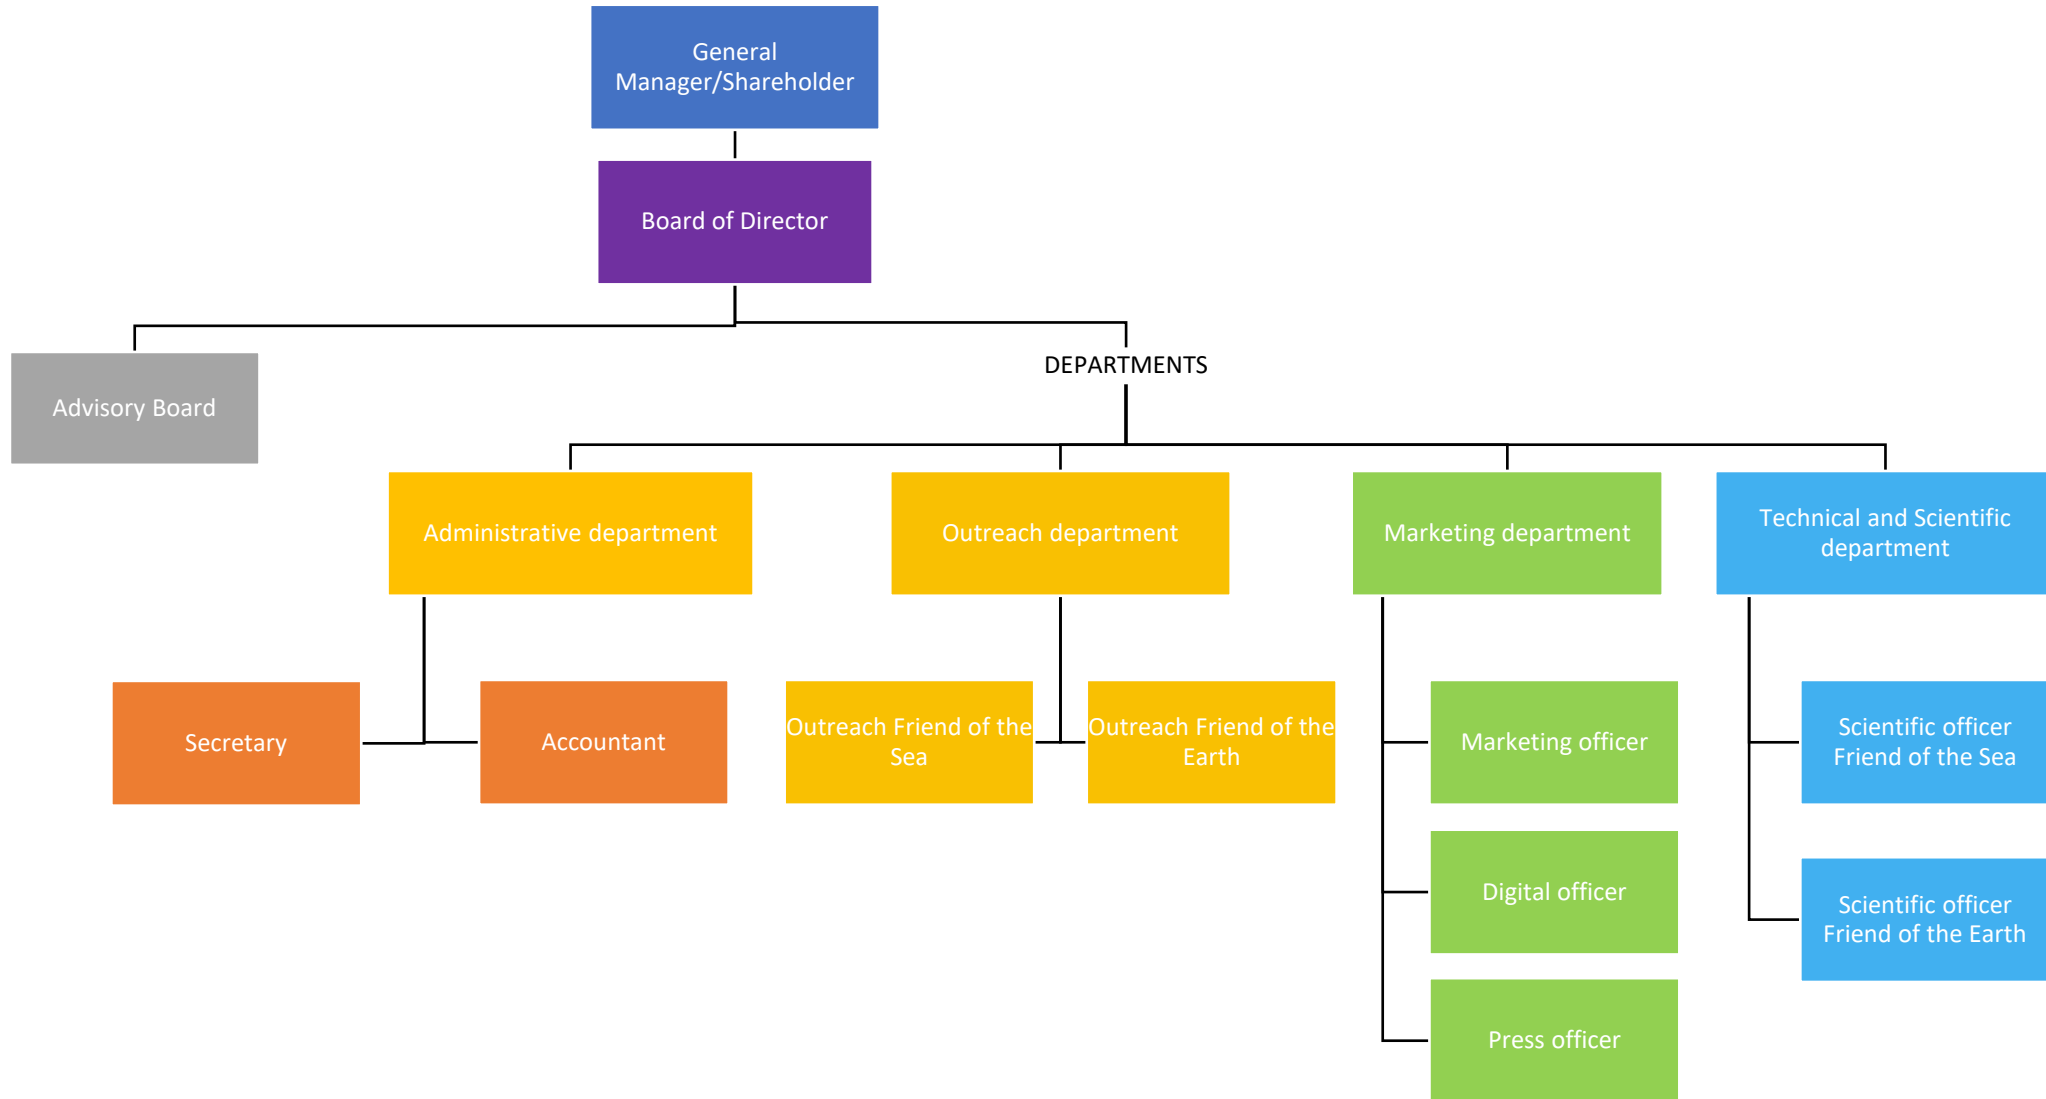 General
Manager/Shareholder
Board of Director
DEPARTMENTS
Advisory Board
Administrative department
Outreach department
Marketing department
Technical and Scientific
department
Secretary
Accountant
Outreach Friend of the
Sea
Outreach Friend of the
Earth
Marketing officer
Scientific officer
Friend of the Sea
Digital officer
Scientific officer
Friend of the Earth
Press officer